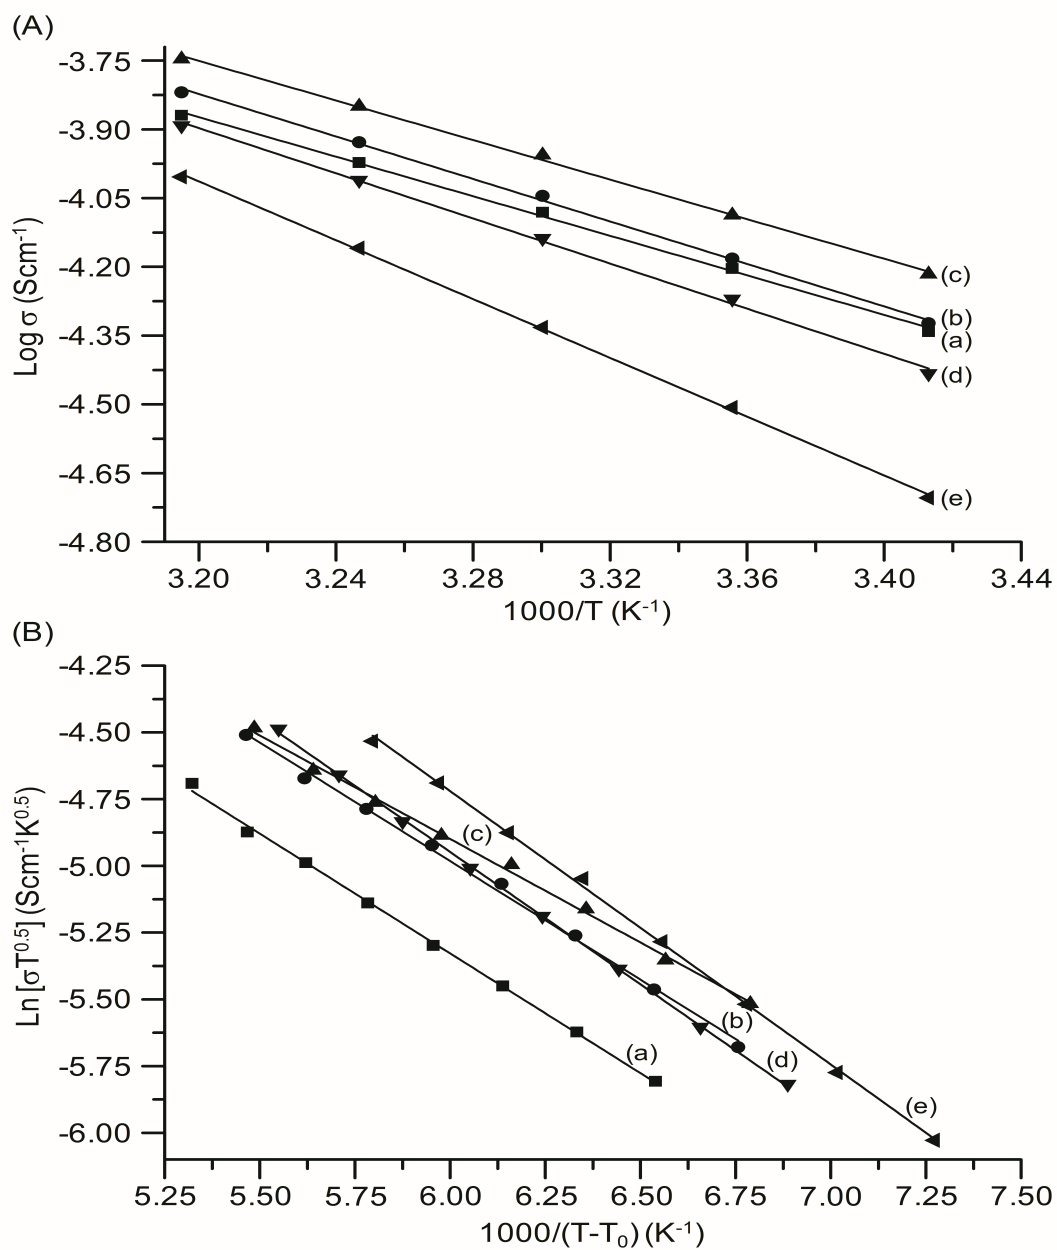 (A)
-3.75
-3.90
-4.05
-4.20
-4.35
-4.50
-4.65
-4.80
Log σ (Scm⁻¹)
(c)
(b)
(a)
(d)
(e)
3.20 3.24 3.28 3.32 3.36 3.40 3.44
1000/T (K⁻¹)
(B)
-4.25
-4.50
-4.75
-5.00
-5.25
-5.50
-5.75
-6.00
Ln [σT⁰·⁵] (Scm⁻¹K⁰·⁵)
(c)
(b)
(a)
(d)
(e)
5.25 5.50 5.75 6.00 6.25 6.50 6.75 7.00 7.25 7.50
1000/(T-T₀) (K⁻¹)